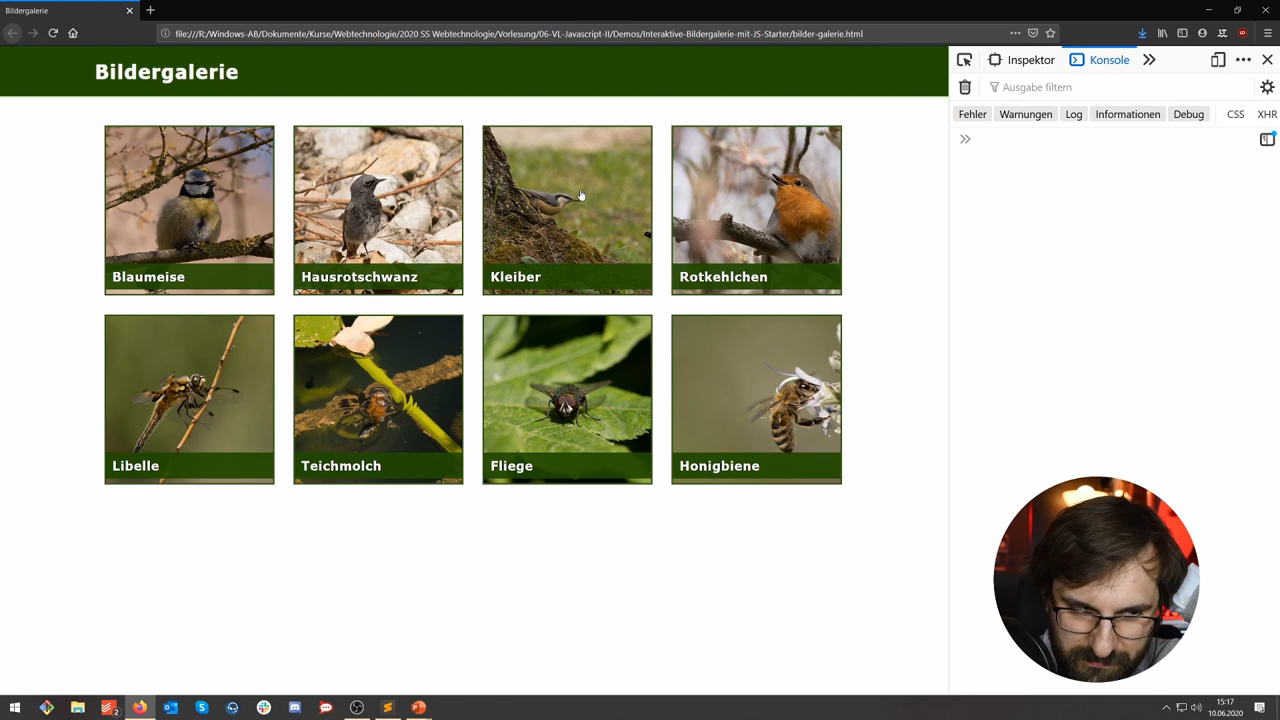 Bildergalerie
file:///R:/Windows-AB/Dokumente/Kurse/Webtechnologie/2020 SS Webtechnologie/Vorlesung/06-VL-Javascript-II/Demos/Interaktive-Bildergalerie-mit-JS-Starter/bilder-galerie.html
Bildergalerie
Inspektor Konsole
Ausgabe filtern
Fehler Warnungen Log Informationen Debug CSS XHR
Blaumeise Hausrotschwanz Kleiber Rotkehlchen
Libelle Teichmolch Fliege Honigbiene
2
15:17
10.06.2020